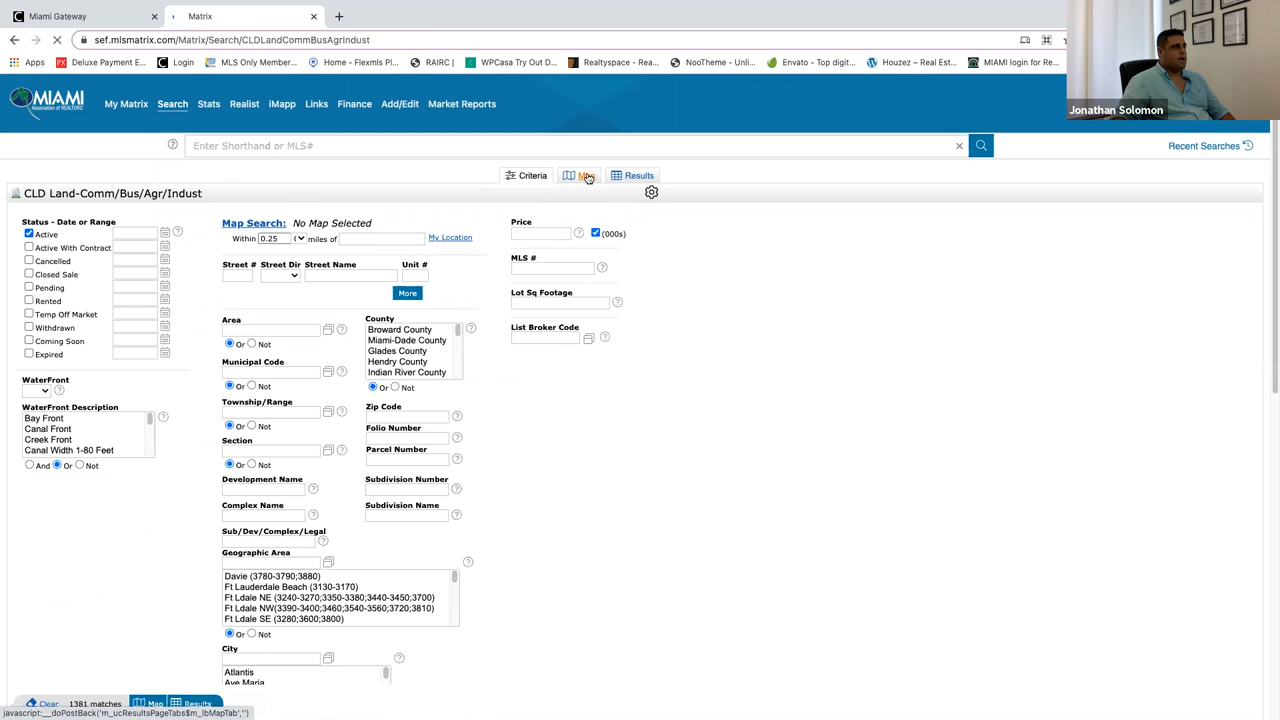 Miami Gateway
Matrix
sef.mlsmatrix.com/Matrix/Search/CLDLandCommBusAgrIndust
Apps
Deluxe Payment E...
Login
MLS Only Member...
Home - Flexmls Pl...
RAIRC |
WPCasa Try Out D...
Realtyspace - Rea...
NooTheme - Unli...
Envato - Top digit...
Houzez – Real Est...
MIAMI login for Re...
MIAMI
My Matrix
Search
Stats
Realist
iMapp
Links
Finance
Add/Edit
Market Reports
Jonathan Solomon
Enter Shorthand or MLS#
Recent Searches
Criteria
Map
Results
CLD Land-Comm/Bus/Agr/Indust
Status - Date or Range
Active
Active With Contract
Cancelled
Closed Sale
Pending
Rented
Temp Off Market
Withdrawn
Coming Soon
Expired
WaterFront
WaterFront Description
Bay Front
Canal Front
Creek Front
Canal Width 1-80 Feet
And Or Not
Map Search: No Map Selected
Within 0.25 miles of
My Location
Street # Street Dir Street Name Unit #
More
Area
Or Not
Municipal Code
Or Not
Township/Range
Or Not
Section
Or Not
Development Name
Complex Name
Sub/Dev/Complex/Legal
Geographic Area
Davie (3780-3790;3880)
Ft Lauderdale Beach (3130-3170)
Ft Ldale NE (3240-3270;3350-3380;3440-3450;3700)
Ft Ldale NW(3390-3400;3460;3540-3560;3720;3810)
Ft Ldale SE (3280;3600;3800)
Or Not
City
Atlantis
Ave Maria
County
Broward County
Miami-Dade County
Glades County
Hendry County
Indian River County
Or Not
Zip Code
Folio Number
Parcel Number
Subdivision Number
Subdivision Name
Price
(000s)
MLS #
Lot Sq Footage
List Broker Code
Clear
1381 matches
Map
Results
javascript:__doPostBack('m_ucResultsPageTabs$m_lbMapTab','')